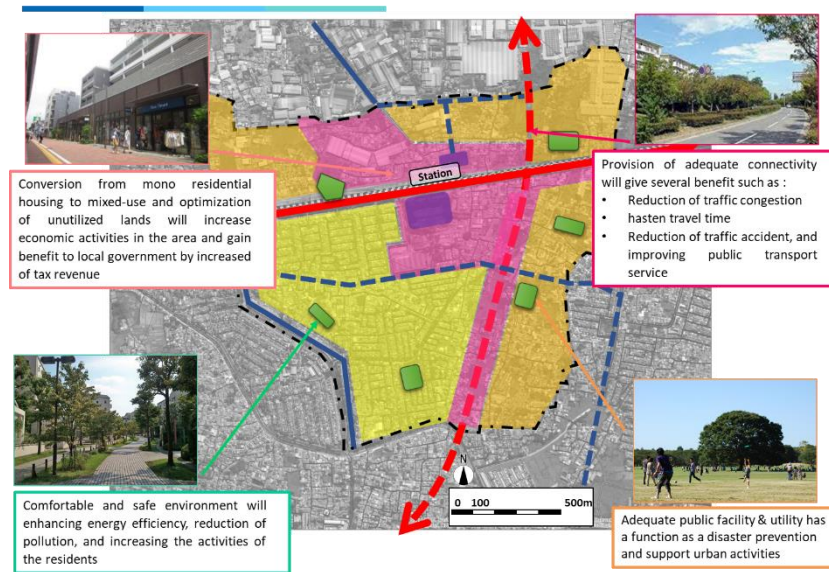 Station
Conversion from mono residential
housing to mixed-use and optimization
of unutilized lands will increase
economic activities in the area and gain
benefit to local government by increased
of tax revenue
Provision of adequate connectivity
will give several benefit such as :
• Reduction of traffic congestion
• hasten travel time
• Reduction of traffic accident, and
improving public transport
service
Comfortable and safe environment will
enhancing energy efficiency, reduction of
pollution, and increasing the activities of
the residents
N
0 100 500m
Adequate public facility & utility has
a function as a disaster prevention
and support urban activities